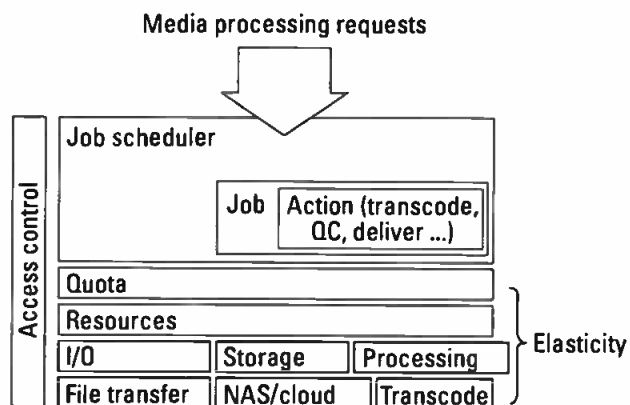 Media processing requests
Job scheduler
Job
Action (transcode,
QC, deliver ...)
Access control
Quota
Resources
I/O
Storage
Processing
Elasticity
File transfer
NAS/cloud
Transcode